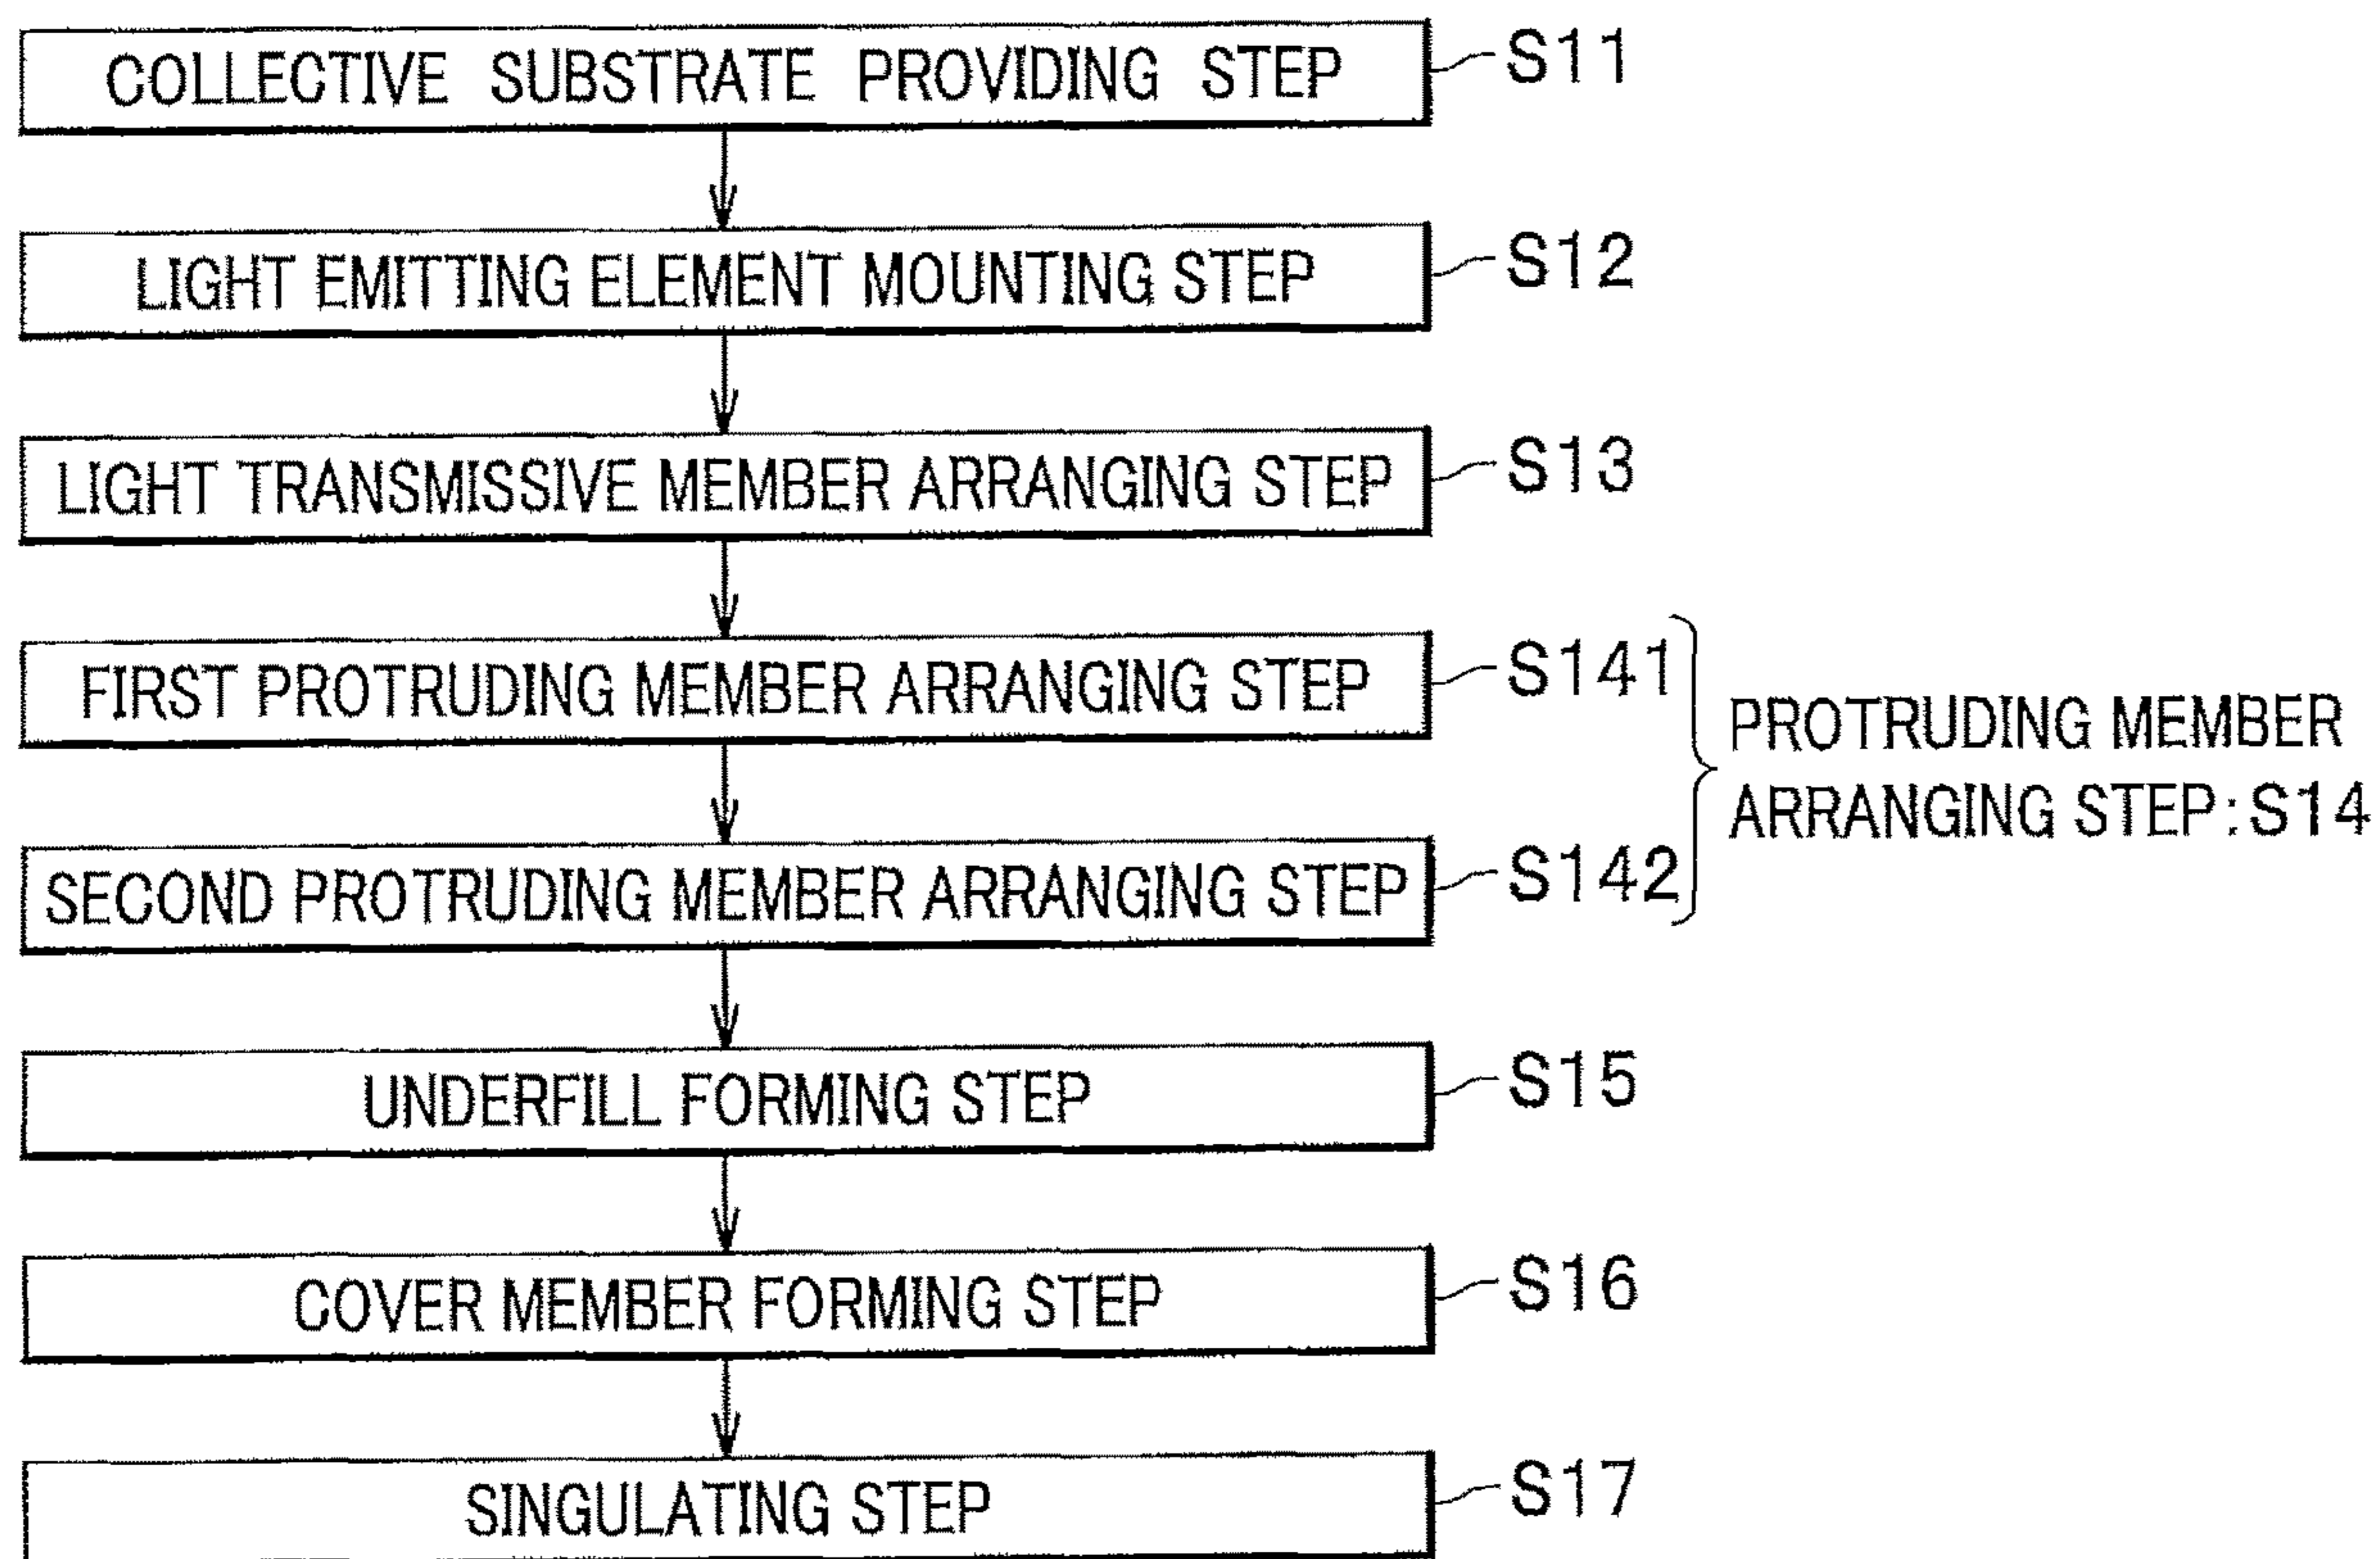 COLLECTIVE SUBSTRATE PROVIDING STEP
S11
LIGHT EMITTING ELEMENT MOUNTING STEP
S12
LIGHT TRANSMISSIVE MEMBER ARRANGING STEP
S13
FIRST PROTRUDING MEMBER ARRANGING STEP
S141
SECOND PROTRUDING MEMBER ARRANGING STEP
S142
PROTRUDING MEMBER
ARRANGING STEP:S14
UNDERFILL FORMING STEP
S15
COVER MEMBER FORMING STEP
S16
SINGULATING STEP
S17